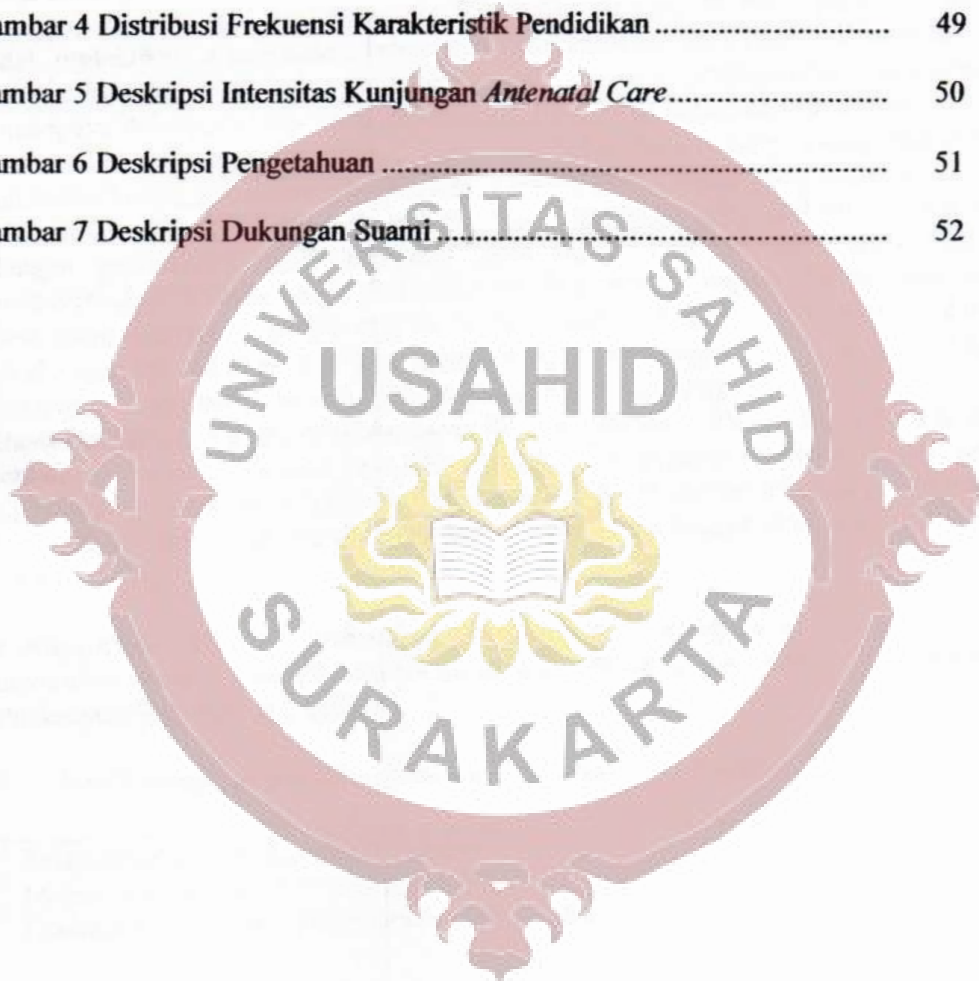 ambar 4 Distribusi Frekuensi Karakteristik Pendidikan ............................ 49
ambar 5 Deskripsi Intensitas Kunjungan Antenatal Care ............................ 50
ambar 6 Deskripsi Pengetahuan ............................ 51
ambar 7 Deskripsi Dukungan Suami ............................ 52
UNIVERSITAS SAHID
USAHID
SURAKARTA